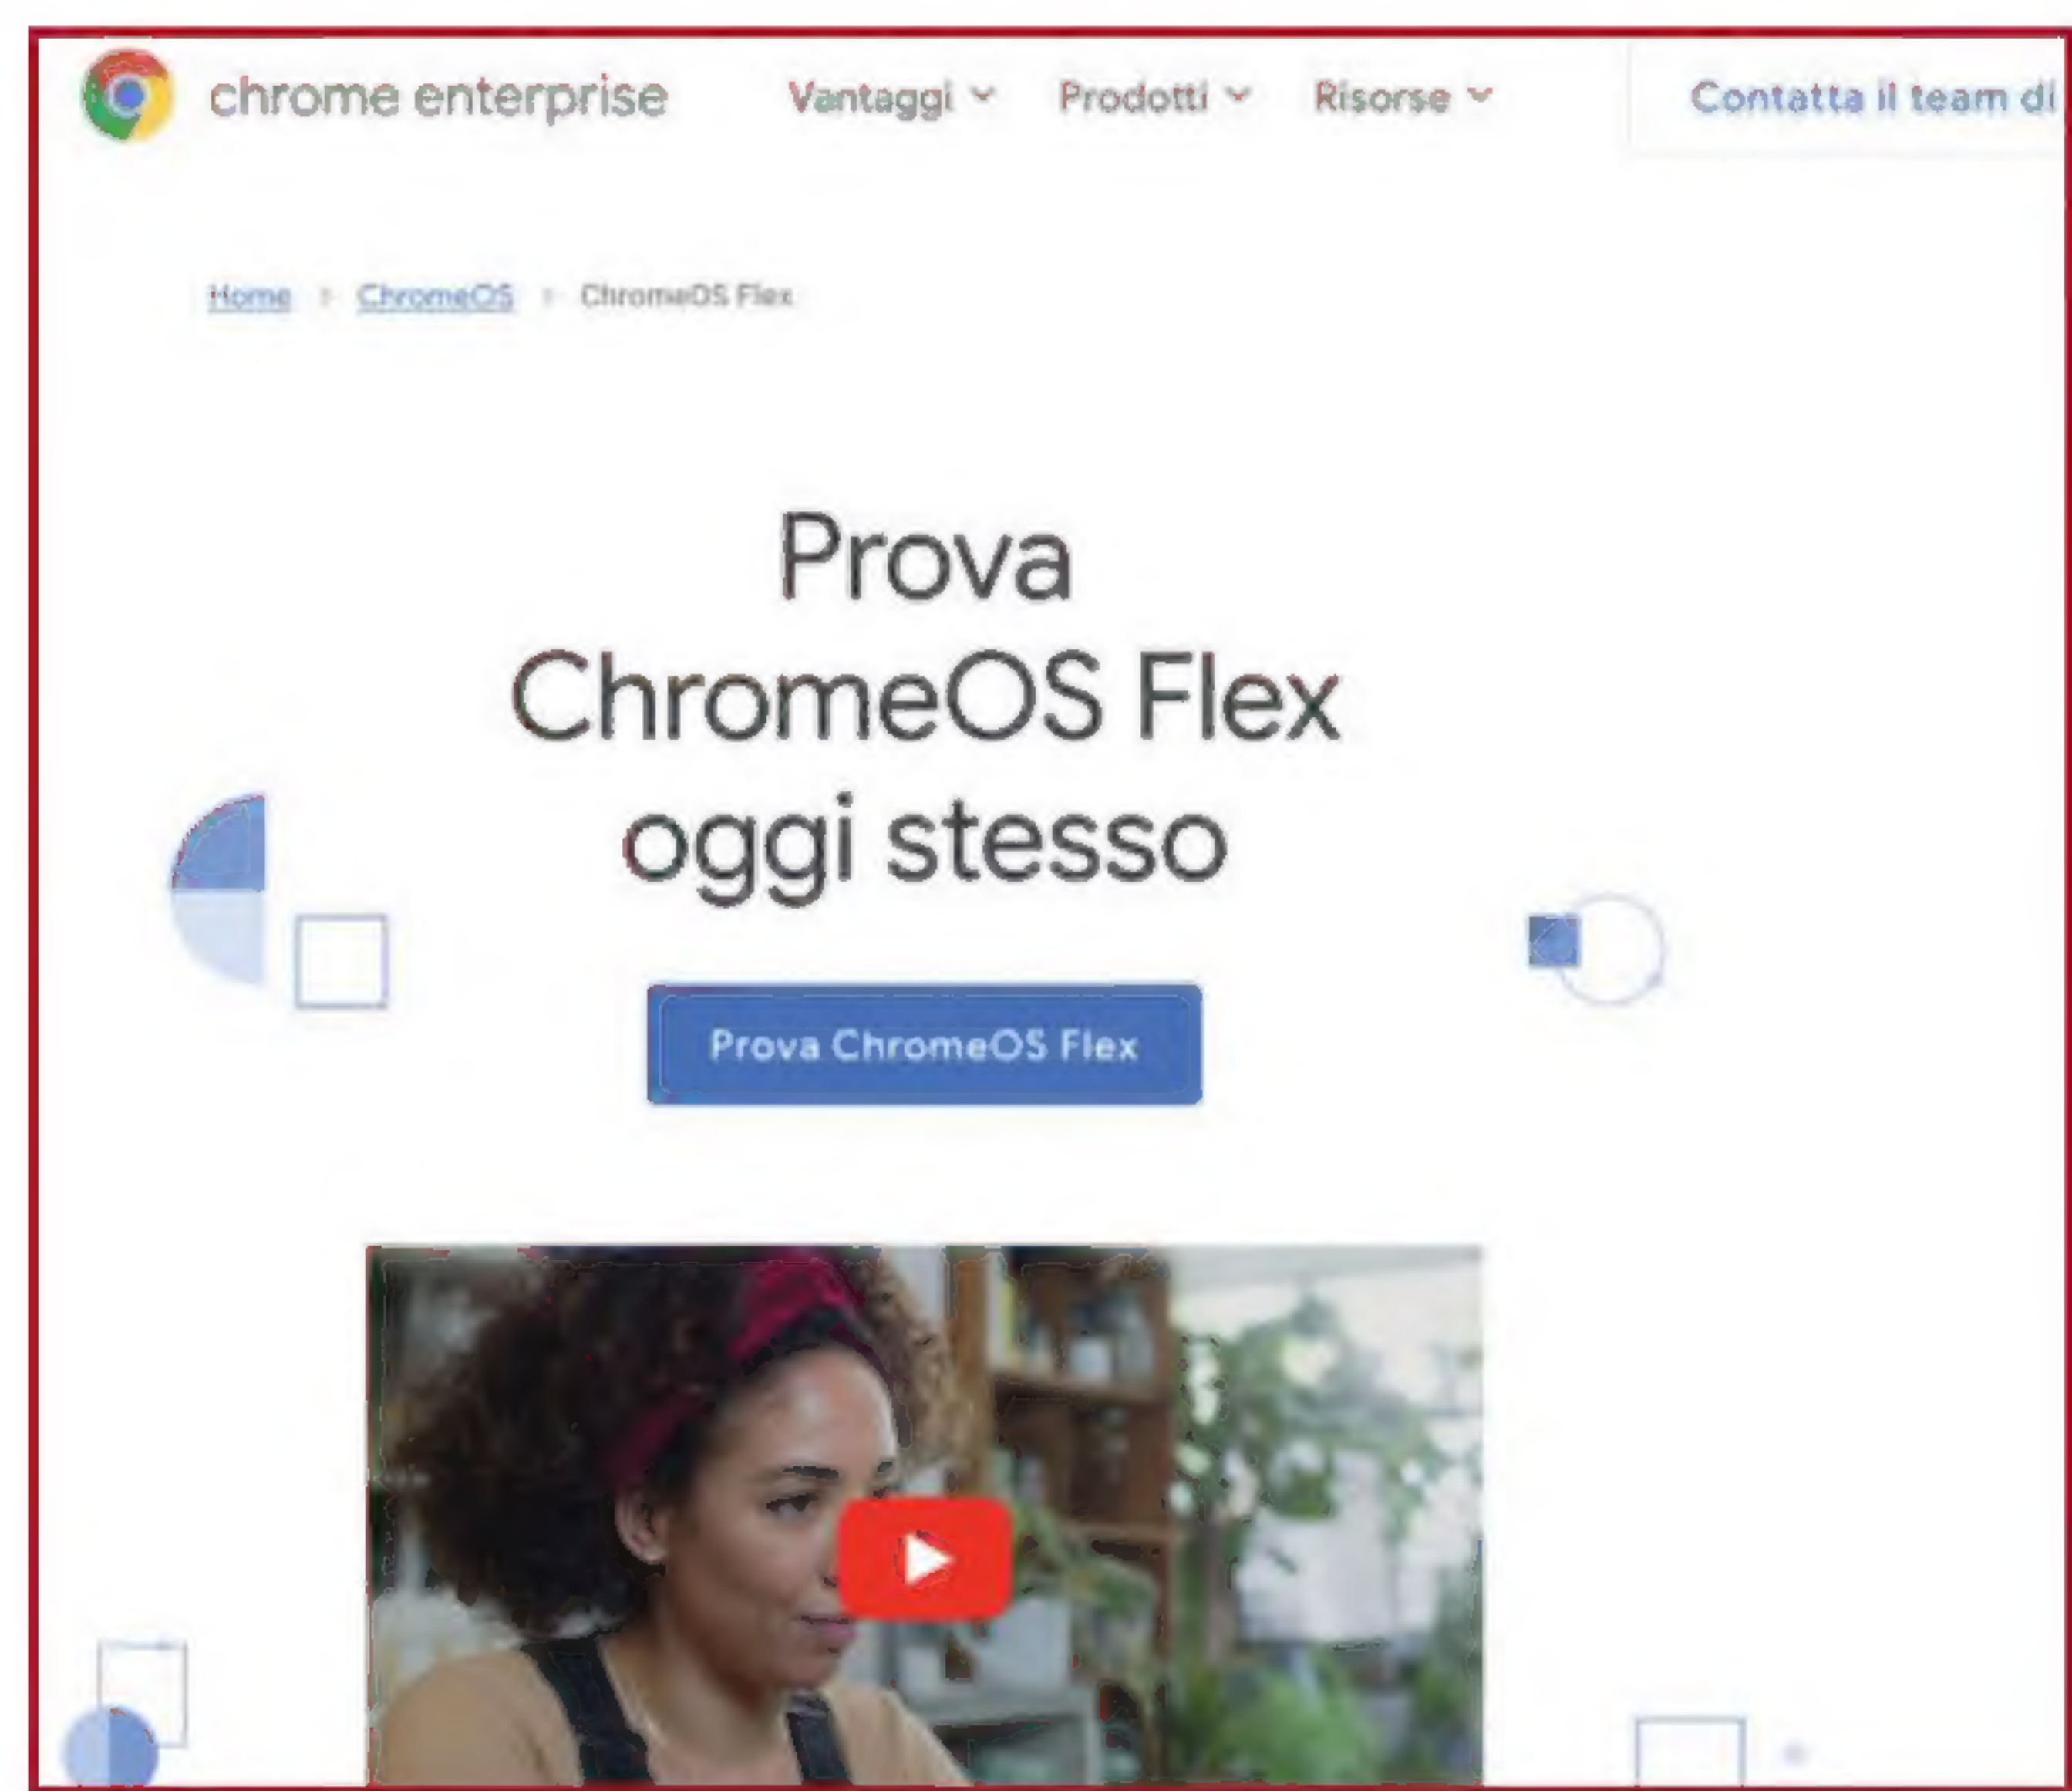 chrome enterprise Vantaggi Prodotti Risorse Contatta il team di
Home › ChromeOS › ChromeOS Flex
Prova
ChromeOS Flex
oggi stesso
Prova ChromeOS Flex